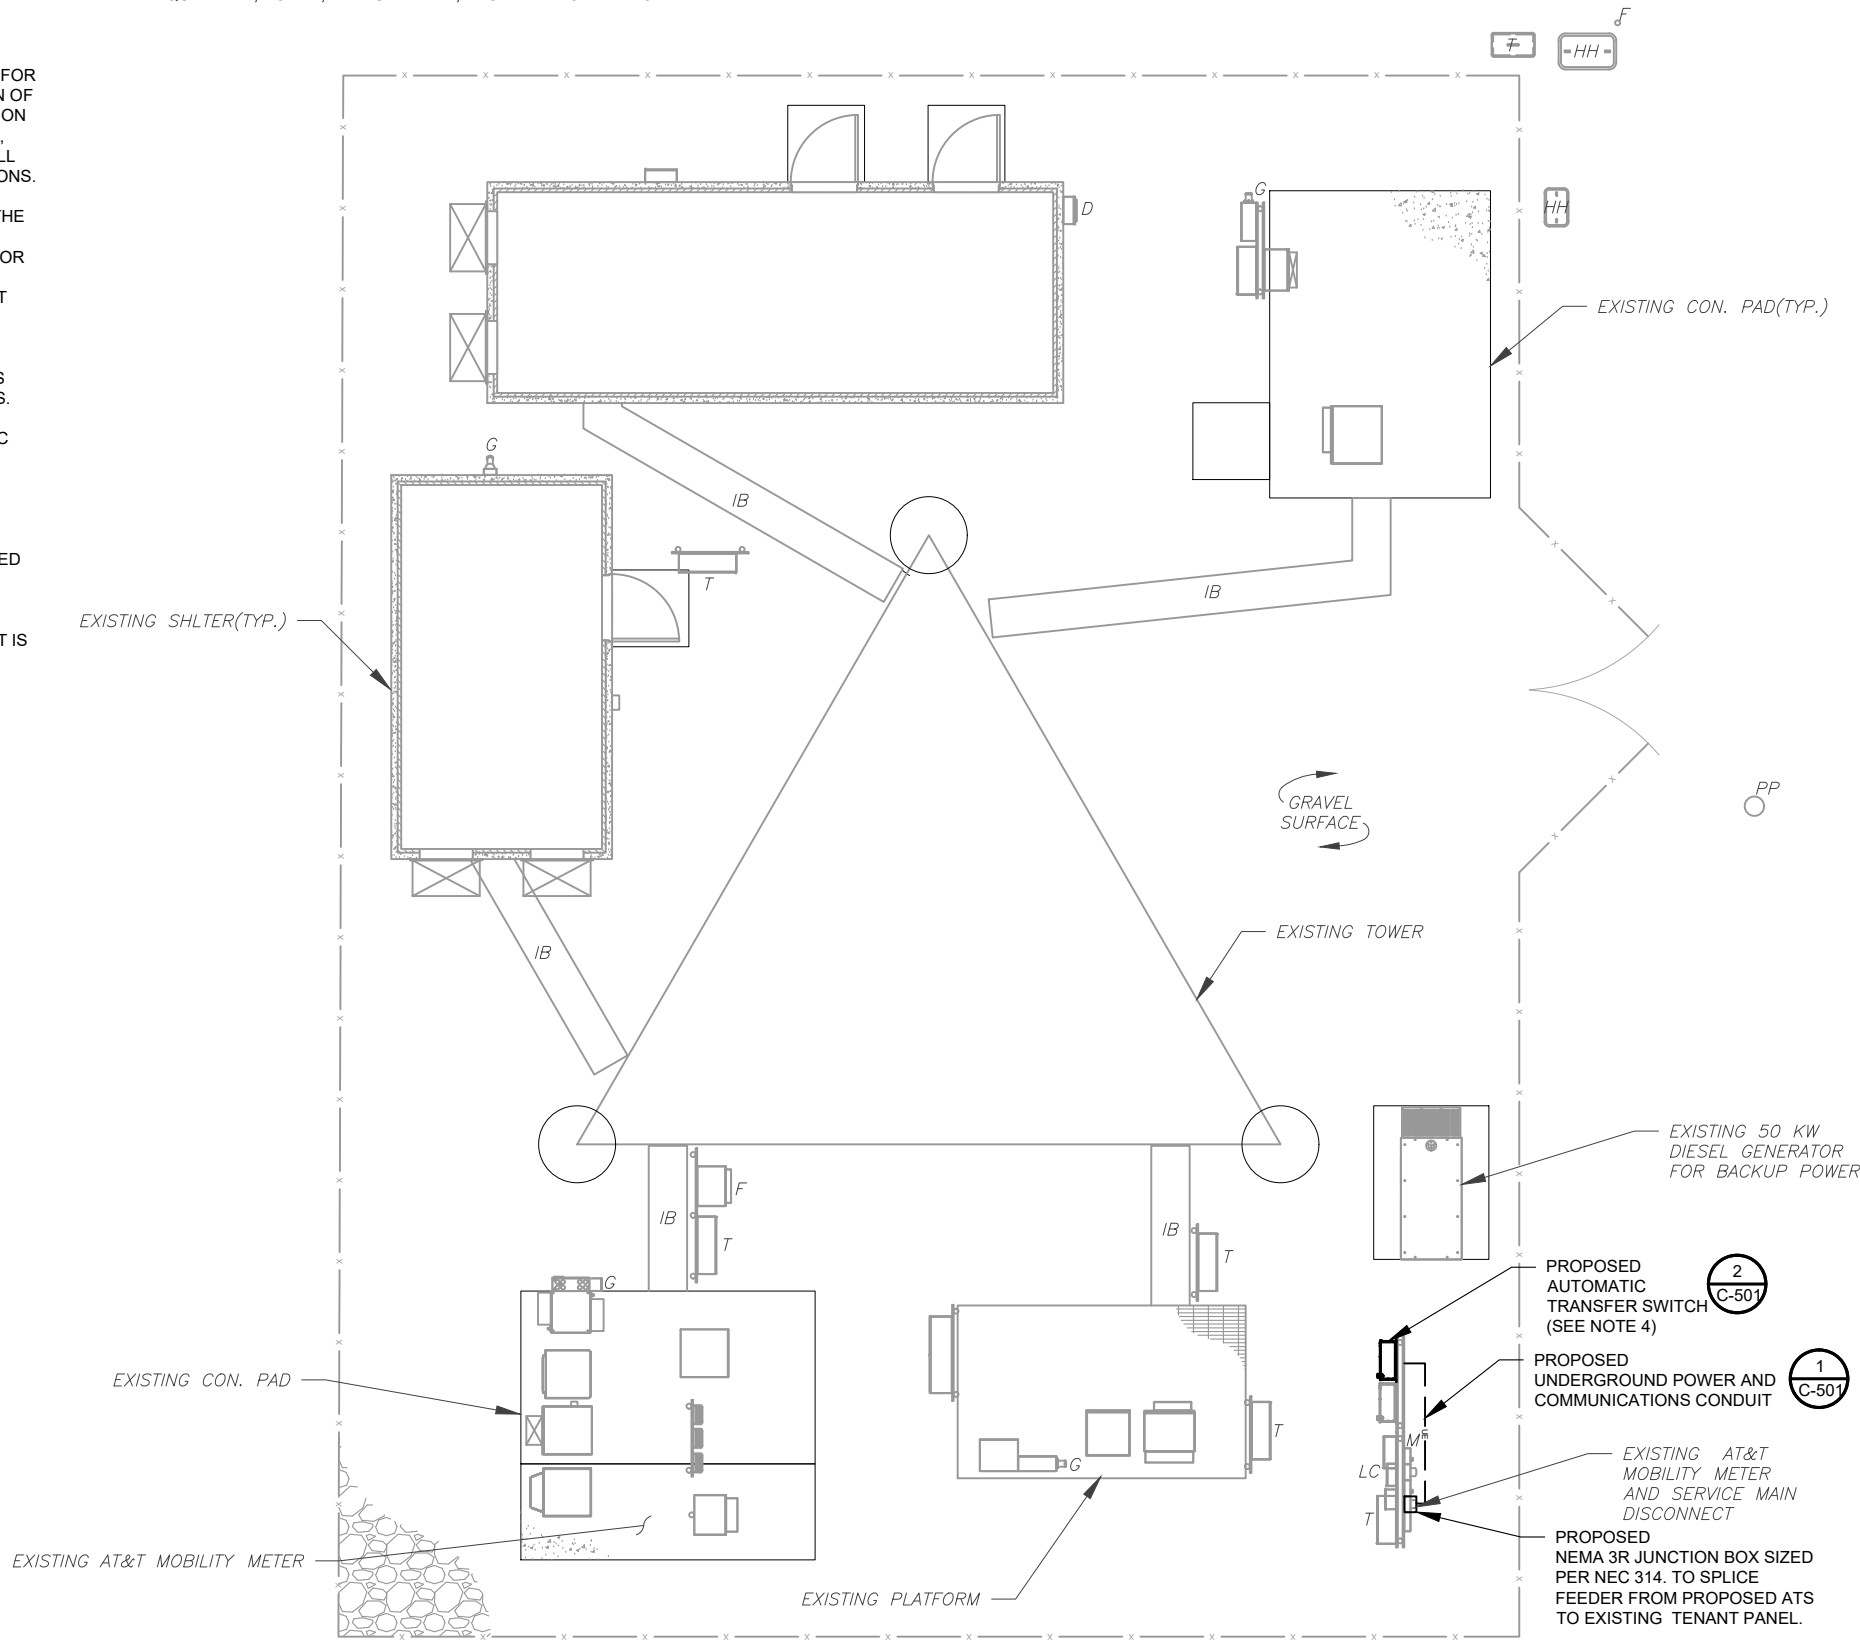 FOR
N OF
ON
,
LL
ONS.
THE
OR
T
S
S.
C
ED
T IS
F
T
-HH-
HH
D
G
EXISTING CON. PAD(TYP.)
G
IB
T
IB
EXISTING SHLTER(TYP.)
PP
GRAVEL
SURFACE
EXISTING TOWER
IB
EXISTING 50 KW
DIESEL GENERATOR
FOR BACKUP POWER
F
IB
T
IB
T
G
PROPOSED
AUTOMATIC
TRANSFER SWITCH
(SEE NOTE 4)
2
C-501
PROPOSED
UNDERGROUND POWER AND
COMMUNICATIONS CONDUIT
1
C-501
EXISTING CON. PAD
T
G
M
UE
LC
T
EXISTING AT&T
MOBILITY METER
AND SERVICE MAIN
DISCONNECT
PROPOSED
NEMA 3R JUNCTION BOX SIZED
PER NEC 314. TO SPLICE
FEEDER FROM PROPOSED ATS
TO EXISTING TENANT PANEL.
EXISTING AT&T MOBILITY METER
EXISTING PLATFORM